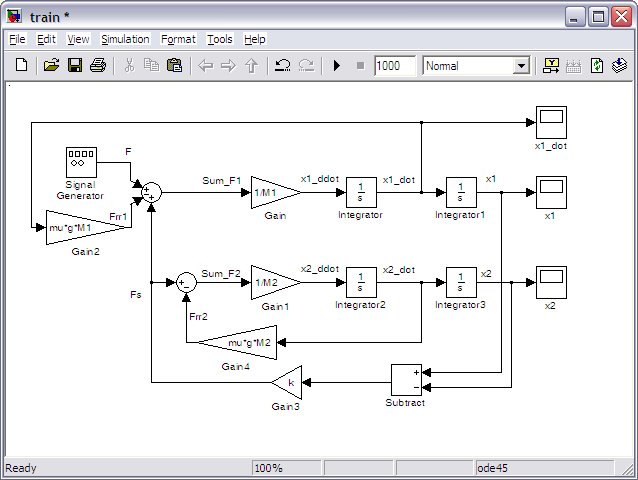 train *
File Edit View Simulation Format Tools Help
1000 Normal
x1_dot
F
Signal
Generator
Sum_F1
1/M1
Gain
x1_ddot
1
s
Integrator
x1_dot
1
s
Integrator1
x1
x1
Frr1
mu*g*M1
Gain2
+
−
+
Fs
+
−
Sum_F2
1/M2
Gain1
x2_ddot
1
s
Integrator2
x2_dot
1
s
Integrator3
x2
x2
Frr2
mu*g*M2
Gain4
k
Gain3
+
−
Subtract
Ready 100% ode45